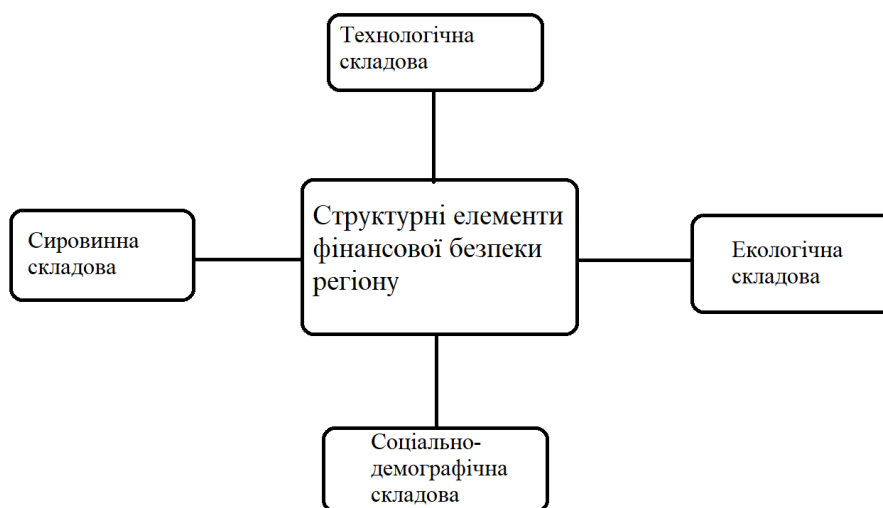 Технологічна
складова
Структурні елементи
фінансової безпеки
регіону
Сировинна
складова
Екологічна
складова
Соціально-
демографічна
складова